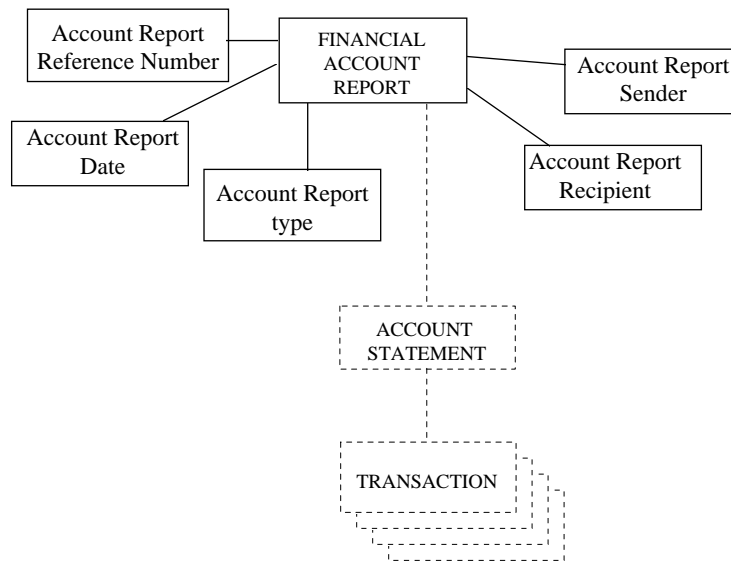 Account Report
Reference Number
FINANCIAL
ACCOUNT
REPORT
Account Report
Sender
Account Report
Date
Account Report
Recipient
Account Report
type
ACCOUNT
STATEMENT
TRANSACTION